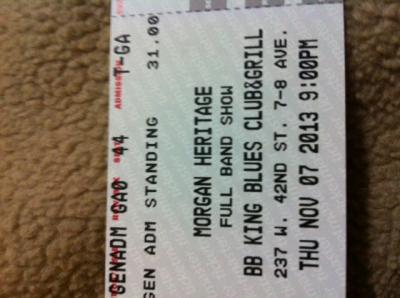 GENADM GA0 44 T-GA
GEN ADM STANDING 31.00
MORGAN HERITAGE
FULL BAND SHOW
BB KING BLUES CLUB&GRILL
237 W. 42ND ST. 7-8 AVE.
THU NOV 07 2013 9:00PM